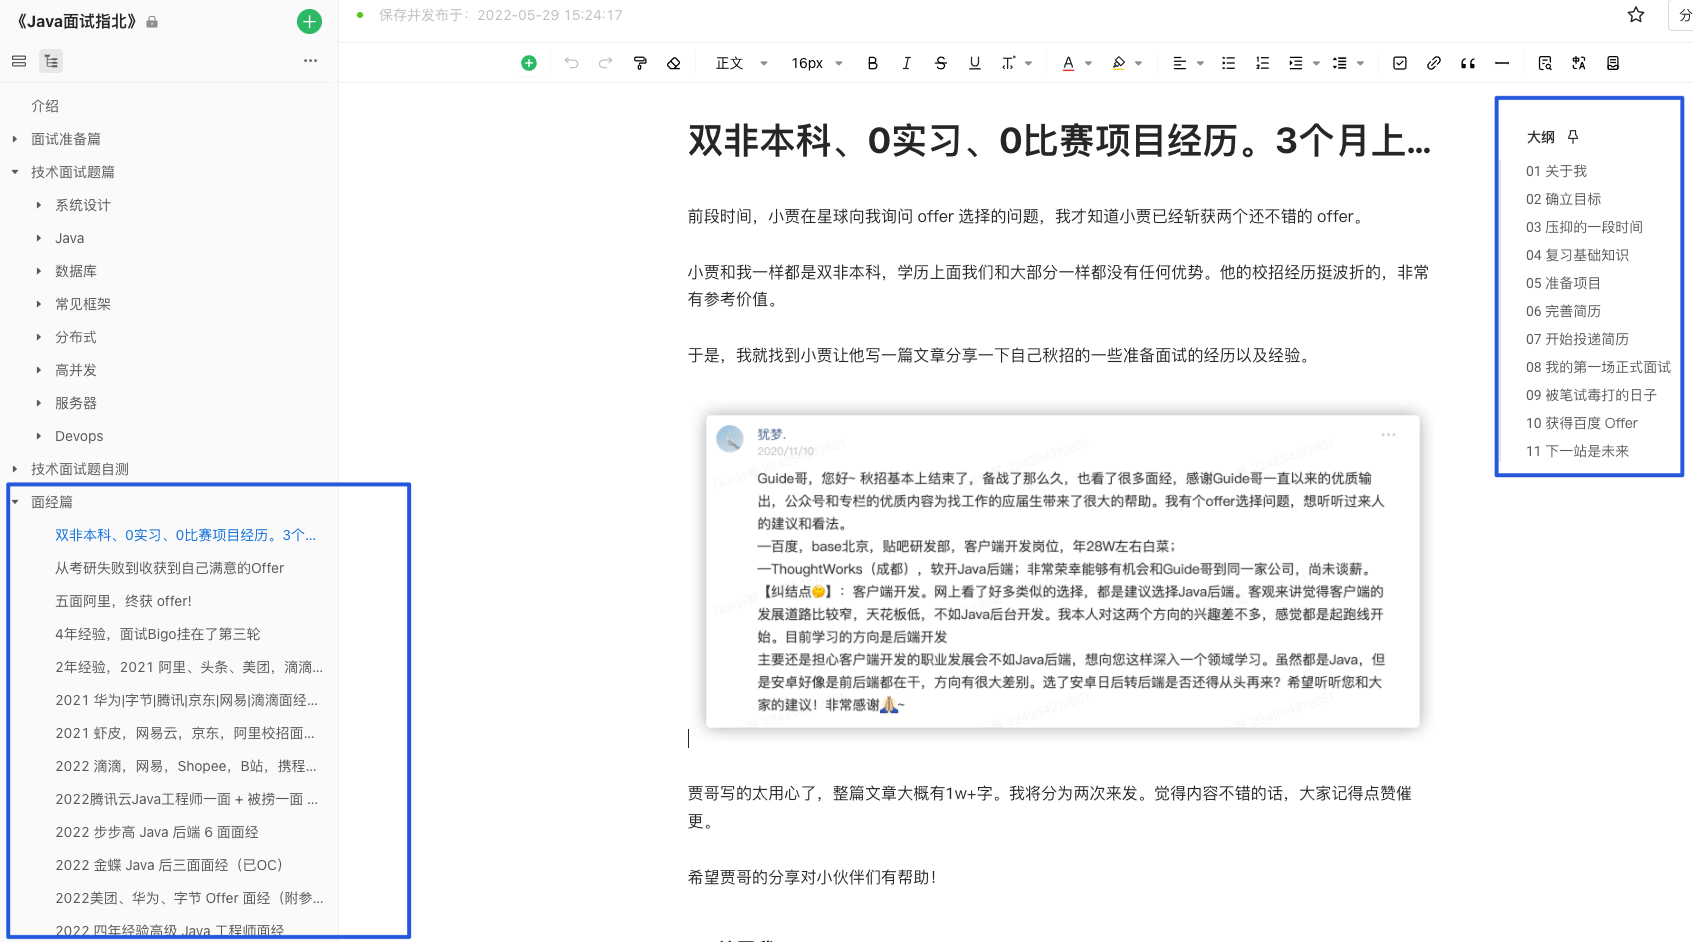 《Java面试指北》
保存并发布于：2022-05-29 15:24:17
分
正文
16px
B I S U T A
介绍
面试准备篇
技术面试题篇
系统设计
Java
数据库
常见框架
分布式
高并发
服务器
Devops
技术面试题自测
面经篇
双非本科、0实习、0比赛项目经历。3个...
从考研失败到收获到自己满意的Offer
五面阿里，终获 offer!
4年经验，面试Bigo挂在了第三轮
2年经验，2021 阿里、头条、美团，滴滴...
2021 华为|字节|腾讯|京东|网易|滴滴面经...
2021 虾皮，网易云，京东，阿里校招面...
2022 滴滴，网易，Shopee，B站，携程...
2022腾讯云Java工程师一面 + 被捞一面 ...
2022 步步高 Java 后端 6 面面经
2022 金蝶 Java 后三面面经（已OC）
2022美团、华为、字节 Offer 面经（附参...
2022 四年经验高级 Java 工程师面经
双非本科、0实习、0比赛项目经历。3个月上...
前段时间，小贾在星球向我询问 offer 选择的问题，我才知道小贾已经斩获两个还不错的 offer。
小贾和我一样都是双非本科，学历上面我们和大部分一样都没有任何优势。他的校招经历挺波折的，非常
有参考价值。
于是，我就找到小贾让他写一篇文章分享一下自己秋招的一些准备面试的经历以及经验。
犹梦.
2020/11/10
Guide哥，您好~ 秋招基本上结束了，备战了那么久，也看了很多面经，感谢Guide哥一直以来的优质输
出，公众号和专栏的优质内容为找工作的应届生带来了很大的帮助。我有个offer选择问题，想听听过来人
的建议和看法。
—百度，base北京，贴吧研发部，客户端开发岗位，年28W左右白菜；
—ThoughtWorks（成都），软开Java后端；非常荣幸能够有机会和Guide哥到同一家公司，尚未谈薪。
【纠结点🤔】：客户端开发。网上看了好多类似的选择，都是建议选择Java后端。客观来讲觉得客户端的
发展道路比较窄，天花板低，不如Java后台开发。我本人对这两个方向的兴趣差不多，感觉都是起跑线开
始。目前学习的方向是后端开发
主要还是担心客户端开发的职业发展会不如Java后端，想向您这样深入一个领域学习。虽然都是Java，但
是安卓好像是前后端都在干，方向有很大差别。选了安卓日后转后端是否还得从头再来？希望听听您和大
家的建议！非常感谢🙏~
贾哥写的太用心了，整篇文章大概有1w+字。我将分为两次来发。觉得内容不错的话，大家记得点赞催
更。
希望贾哥的分享对小伙伴们有帮助！
大纲
01 关于我
02 确立目标
03 压抑的一段时间
04 复习基础知识
05 准备项目
06 完善简历
07 开始投递简历
08 我的第一场正式面试
09 被笔试毒打的日子
10 获得百度 Offer
11 下一站是未来